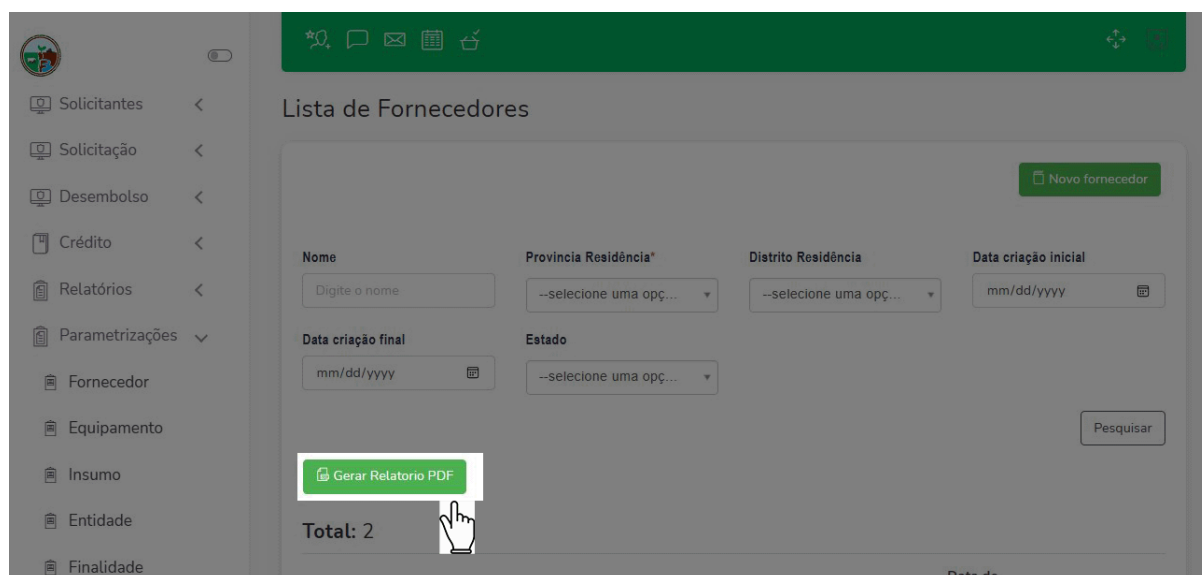 Solicitantes
Solicitação
Desembolso
Crédito
Relatórios
Parametrizações
Fornecedor
Equipamento
Insumo
Entidade
Finalidade
Lista de Fornecedores
Novo fornecedor
Nome
Provincia Residência*
Distrito Residência
Data criação inicial
Digite o nome
--selecione uma opç...
--selecione uma opç...
mm/dd/yyyy
Data criação final
Estado
mm/dd/yyyy
--selecione uma opç...
Pesquisar
Gerar Relatorio PDF
Total: 2
Data de